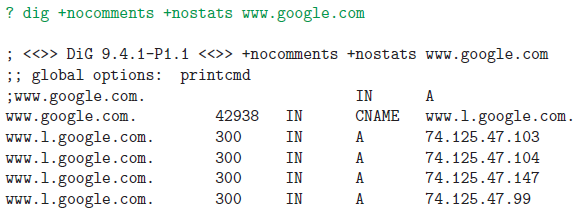 ? dig +nocomments +nostats www.google.com
; <<>> DiG 9.4.1-P1.1 <<>> +nocomments +nostats www.google.com
;; global options: printcmd
;www.google.com. IN A
www.google.com. 42938 IN CNAME www.l.google.com.
www.l.google.com. 300 IN A 74.125.47.103
www.l.google.com. 300 IN A 74.125.47.104
www.l.google.com. 300 IN A 74.125.47.147
www.l.google.com. 300 IN A 74.125.47.99